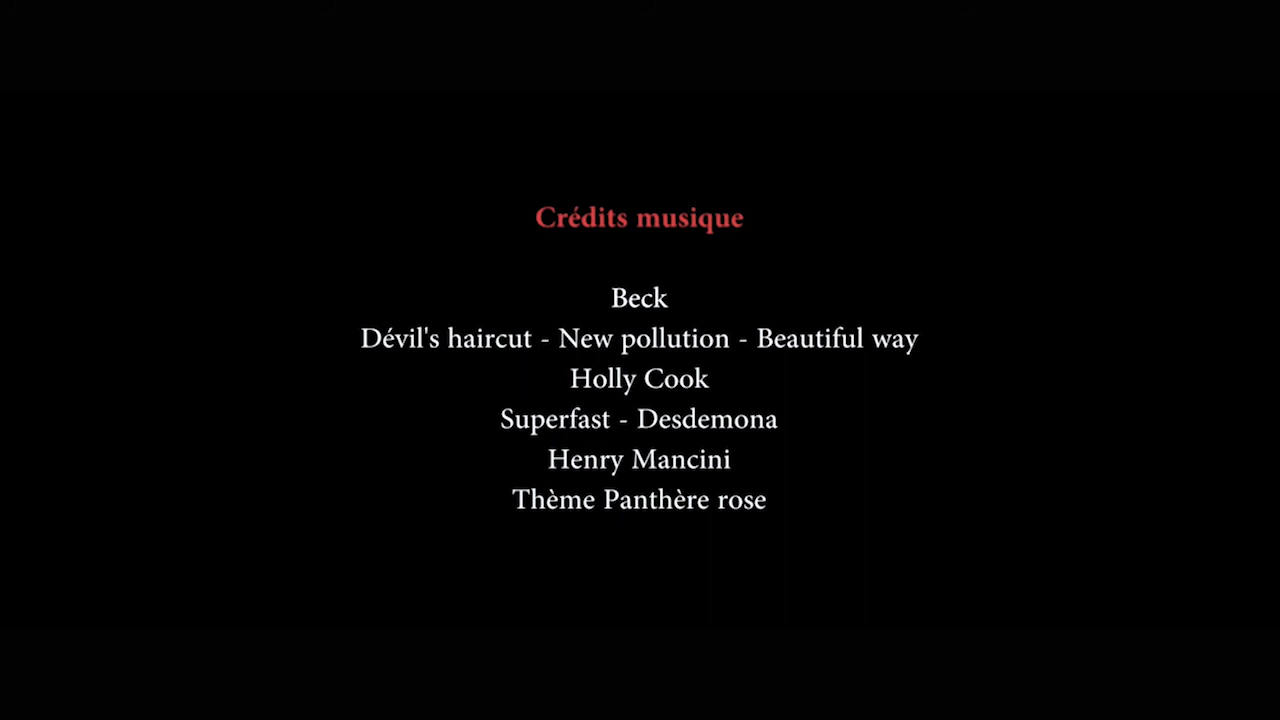 Crédits musique
Beck
Dévil's haircut - New pollution - Beautiful way
Holly Cook
Superfast - Desdemona
Henry Mancini
Thème Panthère rose